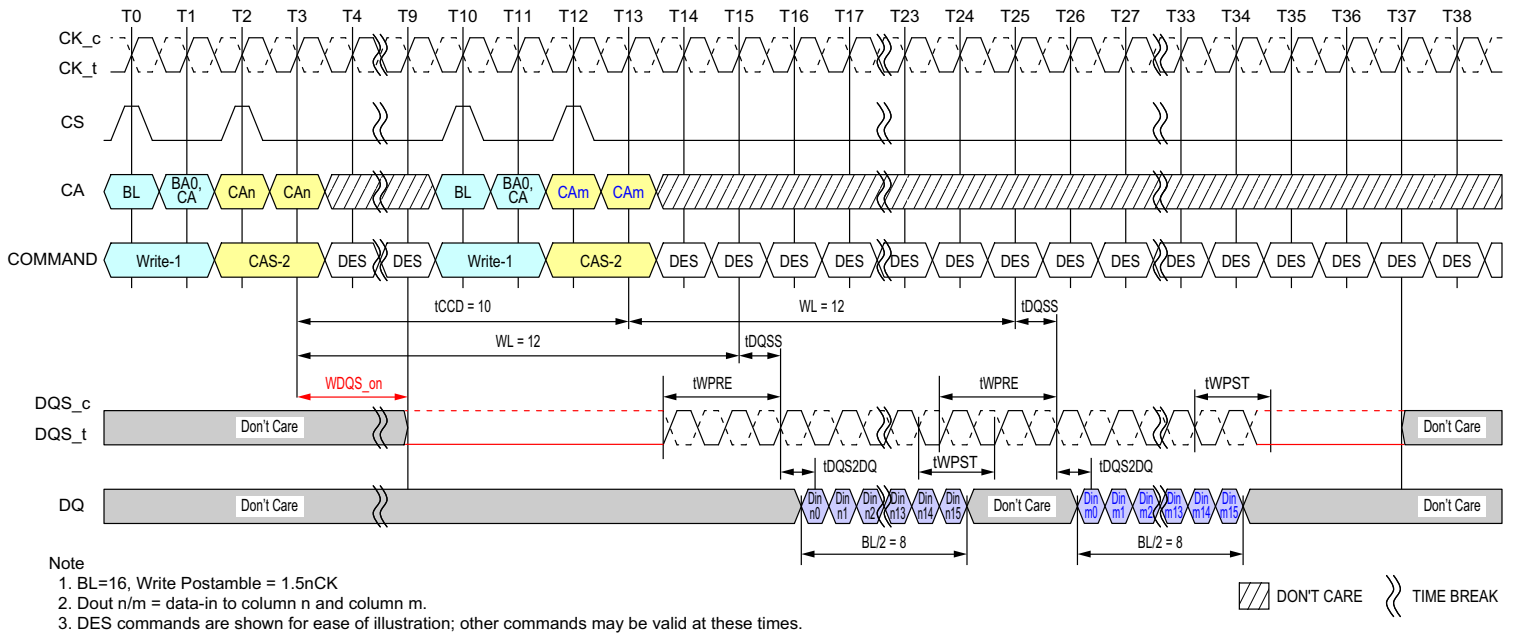 T0 T1 T2 T3 T4 T9 T10 T11 T12 T13 T14 T15 T16 T17 T23 T24 T25 T26 T27 T33 T34 T35 T36 T37 T38
CK_c
CK_t
CS
CA BL BA0, CA CAn CAn BL BA0, CA CAm CAm
COMMAND Write-1 CAS-2 DES DES Write-1 CAS-2 DES DES DES DES DES DES DES DES DES DES DES DES DES DES DES
tCCD = 10 WL = 12 tDQSS
WL = 12 tDQSS
WDQS_on tWPRE tWPRE tWPST
DQS_c
DQS_t Don't Care Don't Care
tDQS2DQ tWPST tDQS2DQ
DQ Don't Care Din n0 Din n1 Din n2 Din n13 Din n14 Din n15 Don't Care Din m0 Din m1 Din m2 Din m13 Din m14 Din m15 Don't Care
BL/2 = 8 BL/2 = 8
Note
1. BL=16, Write Postamble = 1.5nCK
2. Dout n/m = data-in to column n and column m.
3. DES commands are shown for ease of illustration; other commands may be valid at these times.
DON'T CARE TIME BREAK